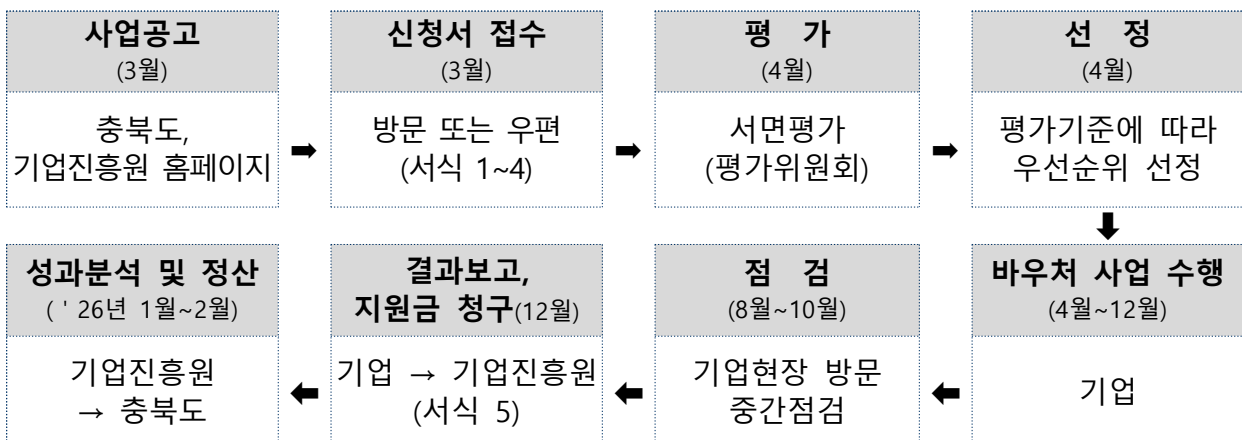 사업공고
(3월)
충북도,
기업진흥원 홈페이지
➡
신청서 접수
(3월)
방문 또는 우편
(서식 1~4)
➡
평 가
(4월)
서면평가
(평가위원회)
➡
선 정
(4월)
평가기준에 따라
우선순위 선정
⬇
바우처 사업 수행
(4월~12월)
기업
⬅
점 검
(8월~10월)
기업현장 방문
중간점검
⬅
결과보고,
지원금 청구(12월)
기업 → 기업진흥원
(서식 5)
⬅
성과분석 및 정산
( ' 26년 1월~2월)
기업진흥원
→ 충북도